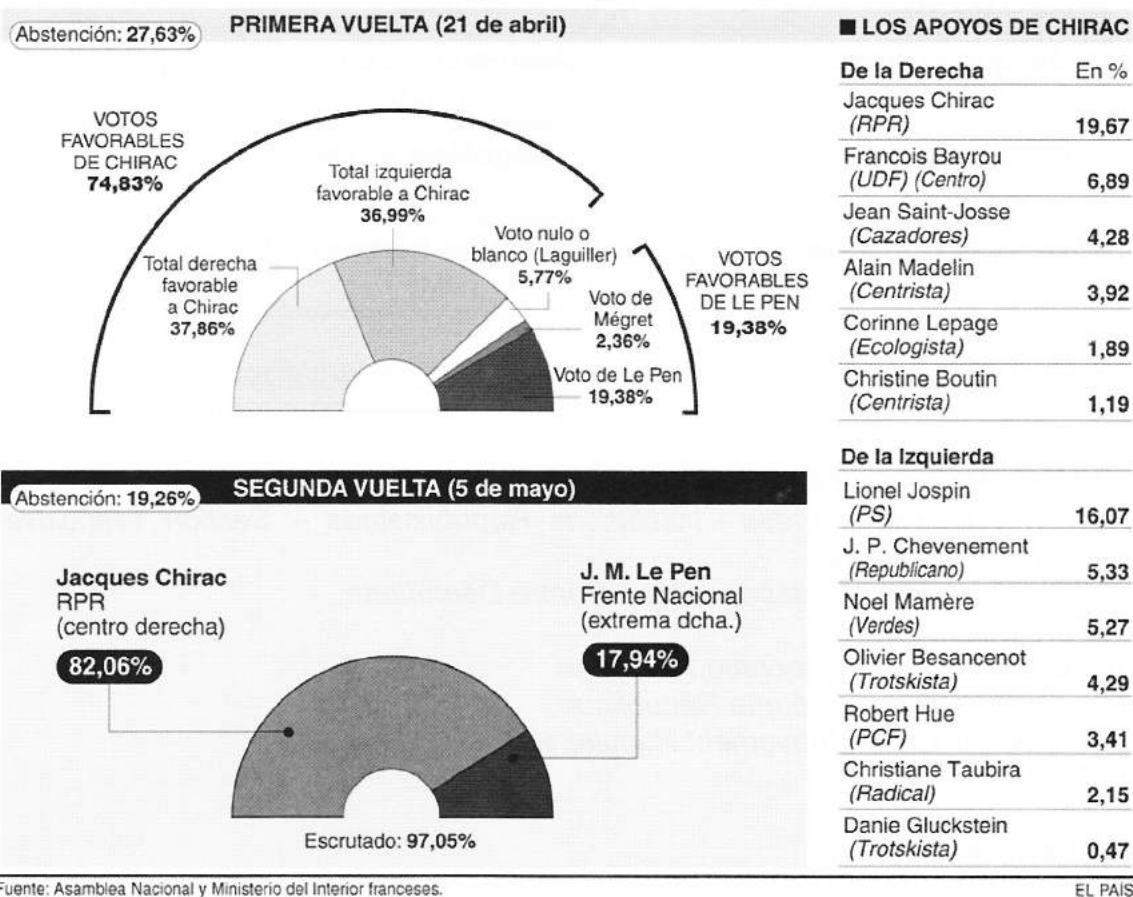 PRIMERA VUELTA (21 de abril)
Abstención: 27,63%
VOTOS
FAVORABLES
DE CHIRAC
74,83%
Total izquierda
favorable a Chirac
36,99%
Total derecha
favorable
a Chirac
37,86%
Voto nulo o
blanco (Laguiller)
5,77%
Voto de
Mégret
2,36%
Voto de Le Pen
19,38%
VOTOS
FAVORABLES
DE LE PEN
19,38%
SEGUNDA VUELTA (5 de mayo)
Abstención: 19,26%
Jacques Chirac
RPR
(centro derecha)
82,06%
J. M. Le Pen
Frente Nacional
(extrema dcha.)
17,94%
Escrutado: 97,05%
■ LOS APOYOS DE CHIRAC
De la Derecha En %
Jacques Chirac
(RPR) 19,67
Francois Bayrou
(UDF) (Centro) 6,89
Jean Saint-Josse
(Cazadores) 4,28
Alain Madelin
(Centrista) 3,92
Corinne Lepage
(Ecologista) 1,89
Christine Boutin
(Centrista) 1,19
De la Izquierda
Lionel Jospin
(PS) 16,07
J. P. Chevenement
(Republicano) 5,33
Noel Mamère
(Verdes) 5,27
Olivier Besancenot
(Trotskista) 4,29
Robert Hue
(PCF) 3,41
Christiane Taubira
(Radical) 2,15
Danie Gluckstein
(Trotskista) 0,47
Fuente: Asamblea Nacional y Ministerio del Interior franceses.
EL PAÍS